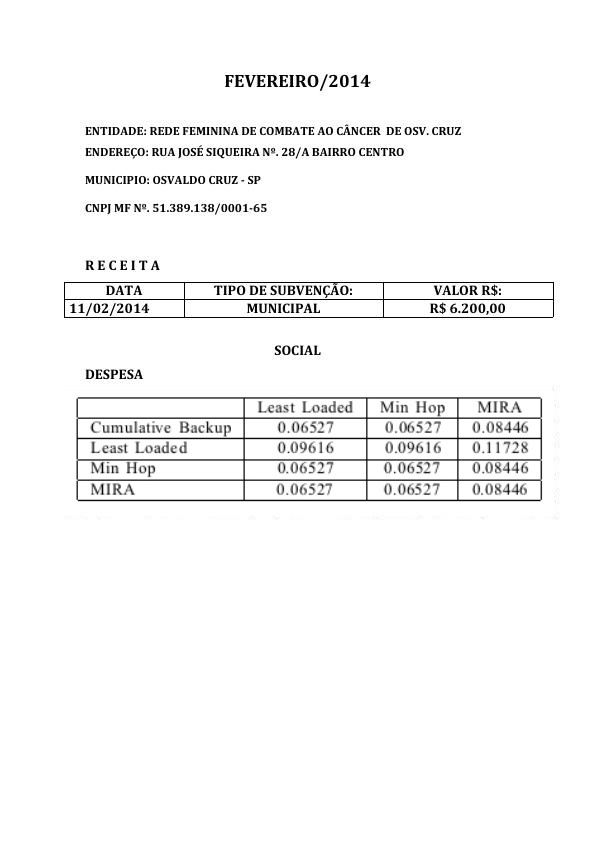 FEVEREIRO/2014
ENTIDADE: REDE FEMININA DE COMBATE AO CÂNCER DE OSV. CRUZ
ENDEREÇO: RUA JOSÉ SIQUEIRA Nº. 28/A BAIRRO CENTRO
MUNICIPIO: OSVALDO CRUZ - SP
CNPJ MF Nº. 51.389.138/0001-65
R E C E I T A
DATA TIPO DE SUBVENÇÃO: VALOR R$:
11/02/2014 MUNICIPAL R$ 6.200,00
SOCIAL
DESPESA
Least Loaded Min Hop MIRA
Cumulative Backup 0.06527 0.06527 0.08446
Least Loaded 0.09616 0.09616 0.11728
Min Hop 0.06527 0.06527 0.08446
MIRA 0.06527 0.06527 0.08446